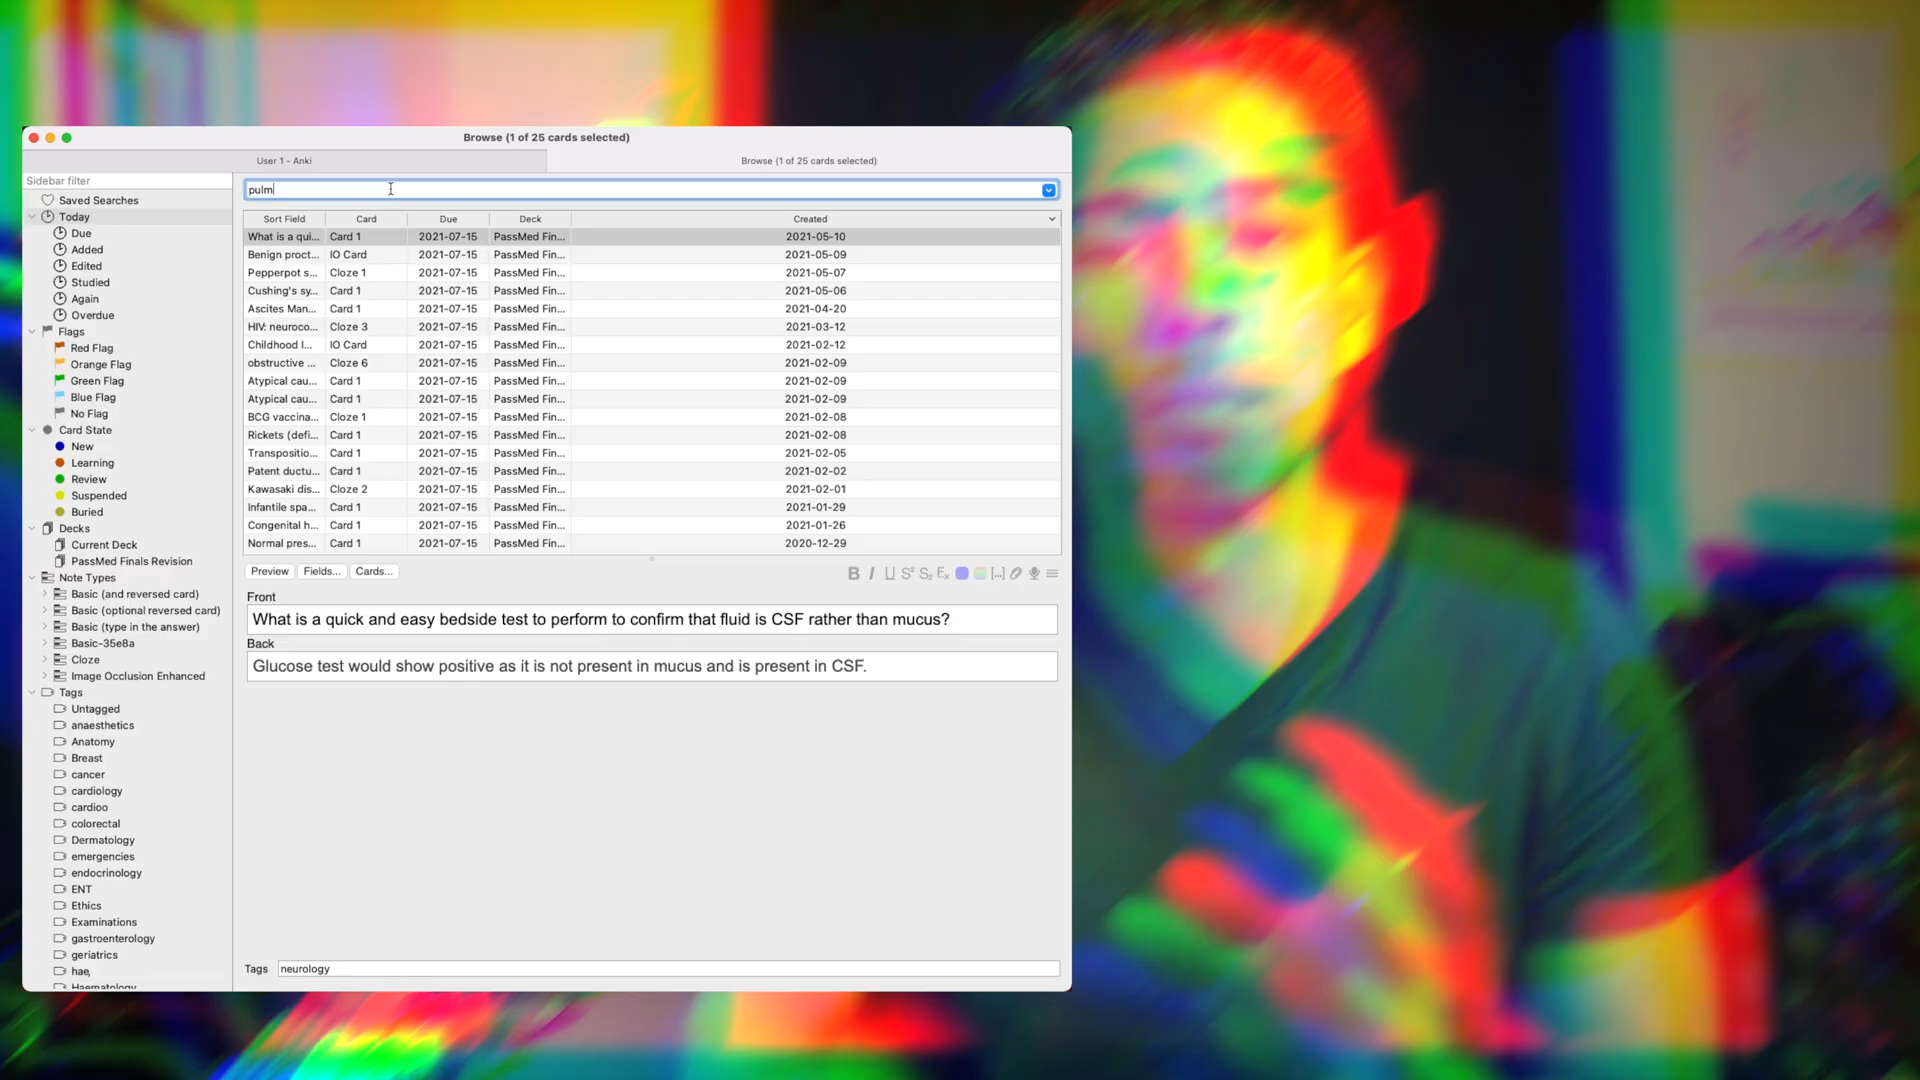 Browse (1 of 25 cards selected)
User 1 - Anki
Browse (1 of 25 cards selected)
Sidebar filter
Saved Searches
Today
Due
Added
Edited
Studied
Again
Overdue
Flags
Red Flag
Orange Flag
Green Flag
Blue Flag
No Flag
Card State
New
Learning
Review
Suspended
Buried
Decks
Current Deck
PassMed Finals Revision
Note Types
Basic (and reversed card)
Basic (optional reversed card)
Basic (type in the answer)
Basic-35e8a
Cloze
Image Occlusion Enhanced
Tags
Untagged
anaesthetics
Anatomy
Breast
cancer
cardiology
cardioo
colorectal
Dermatology
emergencies
endocrinology
ENT
Ethics
Examinations
gastroenterology
geriatrics
hae,
Haematology
pulm
Sort Field Card Due Deck Created
What is a qui... Card 1 2021-07-15 PassMed Fin... 2021-05-10
Benign proct... IO Card 2021-07-15 PassMed Fin... 2021-05-09
Pepperpot s... Cloze 1 2021-07-15 PassMed Fin... 2021-05-07
Cushing's sy... Card 1 2021-07-15 PassMed Fin... 2021-05-06
Ascites Man... Card 1 2021-07-15 PassMed Fin... 2021-04-20
HIV: neuroco... Cloze 3 2021-07-15 PassMed Fin... 2021-03-12
Childhood I... IO Card 2021-07-15 PassMed Fin... 2021-02-12
obstructive ... Cloze 6 2021-07-15 PassMed Fin... 2021-02-09
Atypical cau... Card 1 2021-07-15 PassMed Fin... 2021-02-09
Atypical cau... Card 1 2021-07-15 PassMed Fin... 2021-02-09
BCG vaccina... Cloze 1 2021-07-15 PassMed Fin... 2021-02-08
Rickets (defi... Card 1 2021-07-15 PassMed Fin... 2021-02-08
Transpositio... Card 1 2021-07-15 PassMed Fin... 2021-02-05
Patent ductu... Card 1 2021-07-15 PassMed Fin... 2021-02-02
Kawasaki dis... Cloze 2 2021-07-15 PassMed Fin... 2021-02-01
Infantile spa... Card 1 2021-07-15 PassMed Fin... 2021-01-29
Congenital h... Card 1 2021-07-15 PassMed Fin... 2021-01-26
Normal pres... Card 1 2021-07-15 PassMed Fin... 2020-12-29
Preview Fields... Cards...
B I U S² S₂ Eₓ [...]
Front
What is a quick and easy bedside test to perform to confirm that fluid is CSF rather than mucus?
Back
Glucose test would show positive as it is not present in mucus and is present in CSF.
Tags neurology